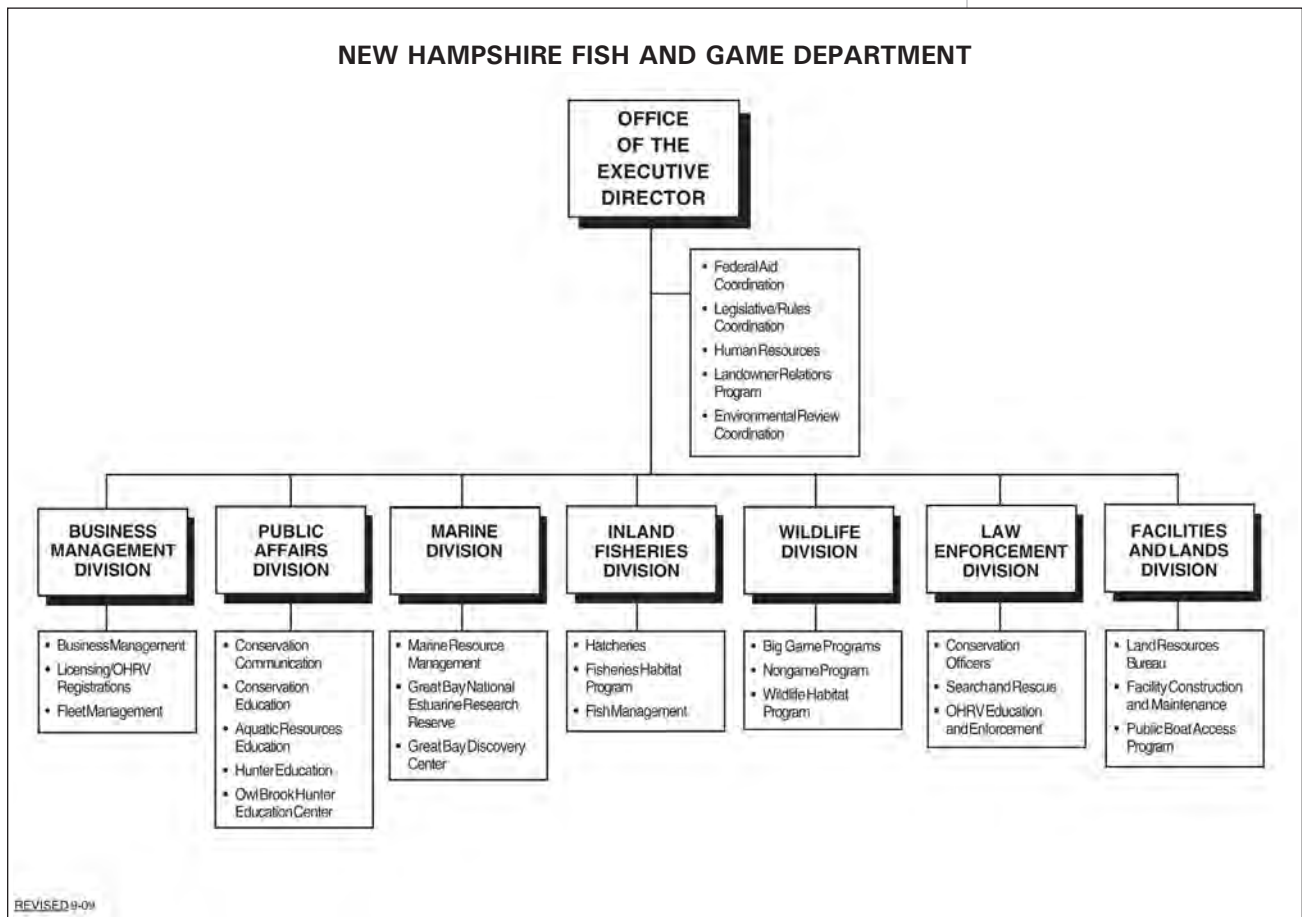 NEW HAMPSHIRE FISH AND GAME DEPARTMENT
OFFICE
OF THE
EXECUTIVE
DIRECTOR
• Federal Aid
Coordination
• Legislative/Rules
Coordination
• Human Resources
• Landowner Relations
Program
• Environmental Review
Coordination
BUSINESS
MANAGEMENT
DIVISION
• Business Management
• Licensing/OHRV
Registrations
• Fleet Management
PUBLIC
AFFAIRS
DIVISION
• Conservation
Communication
• Conservation
Education
• Aquatic Resources
Education
• Hunter Education
• Owl Brook Hunter
Education Center
MARINE
DIVISION
• Marine Resource
Management
• Great Bay National
Estuarine Research
Reserve
• Great Bay Discovery
Center
INLAND
FISHERIES
DIVISION
• Hatcheries
• Fisheries Habitat
Program
• Fish Management
WILDLIFE
DIVISION
• Big Game Programs
• Nongame Program
• Wildlife Habitat
Program
LAW
ENFORCEMENT
DIVISION
• Conservation
Officers
• Search and Rescue
• OHRV Education
and Enforcement
FACILITIES
AND LANDS
DIVISION
• Land Resources
Bureau
• Facility Construction
and Maintenance
• Public Boat Access
Program
REVISED 9-09